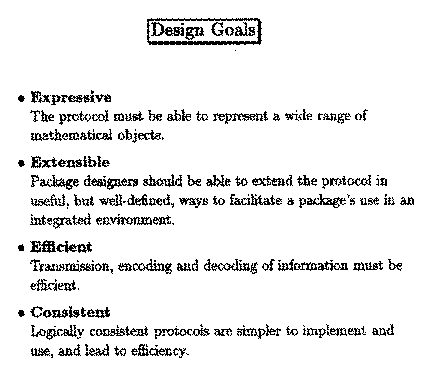 Design Goals
• Expressive
The protocol must be able to represent a wide range of
mathematical objects.
• Extensible
Package designers should be able to extend the protocol in
useful, but well-defined, ways to facilitate a package's use in an
integrated environment.
• Efficient
Transmission, encoding and decoding of information must be
efficient.
• Consistent
Logically consistent protocols are simpler to implement and
use, and lead to efficiency.